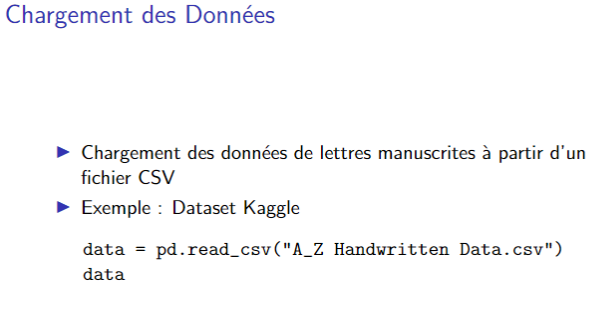 Chargement des Données
▶ Chargement des données de lettres manuscrites à partir d'un
fichier CSV
▶ Exemple : Dataset Kaggle
data = pd.read_csv("A_Z Handwritten Data.csv")
data